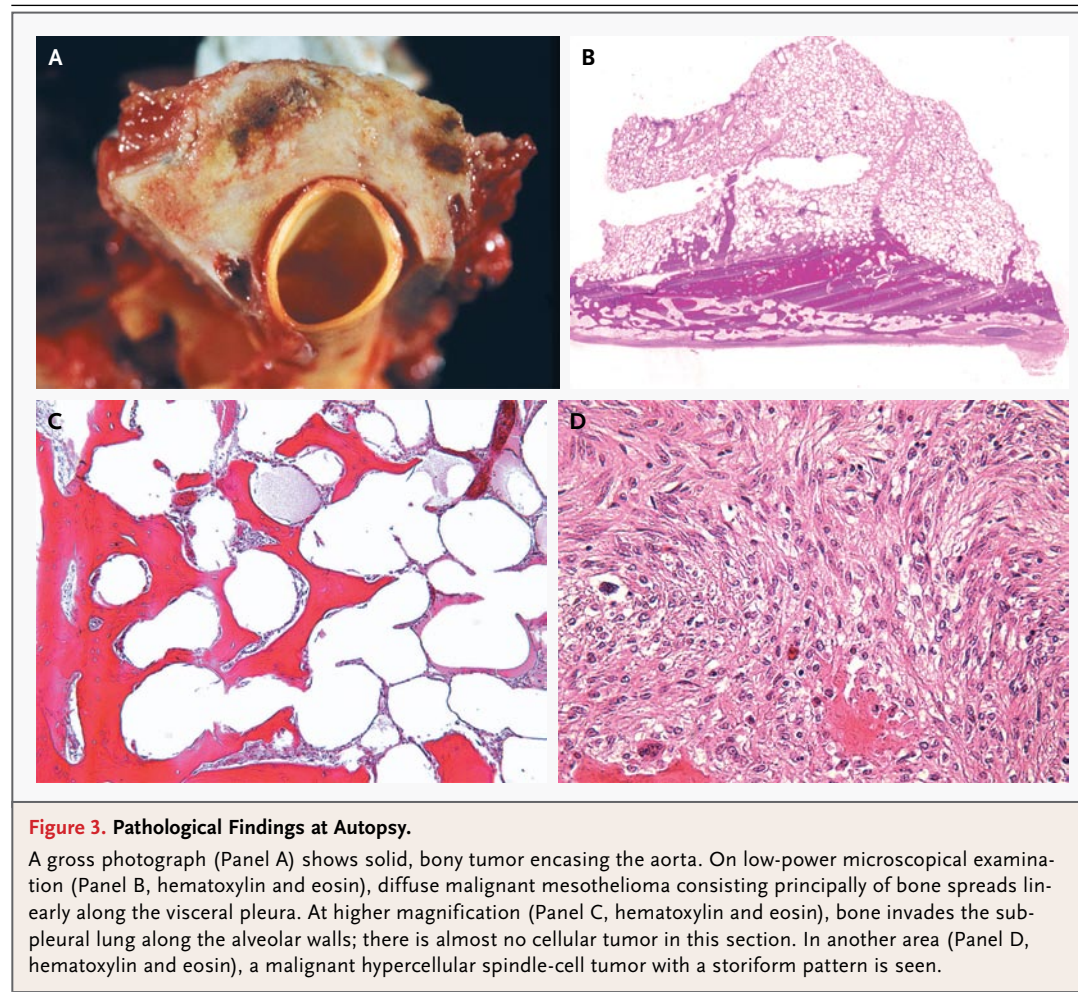 A
B
C
D
Figure 3. Pathological Findings at Autopsy.
A gross photograph (Panel A) shows solid, bony tumor encasing the aorta. On low-power microscopical examina-
tion (Panel B, hematoxylin and eosin), diffuse malignant mesothelioma consisting principally of bone spreads lin-
early along the visceral pleura. At higher magnification (Panel C, hematoxylin and eosin), bone invades the sub-
pleural lung along the alveolar walls; there is almost no cellular tumor in this section. In another area (Panel D,
hematoxylin and eosin), a malignant hypercellular spindle-cell tumor with a storiform pattern is seen.